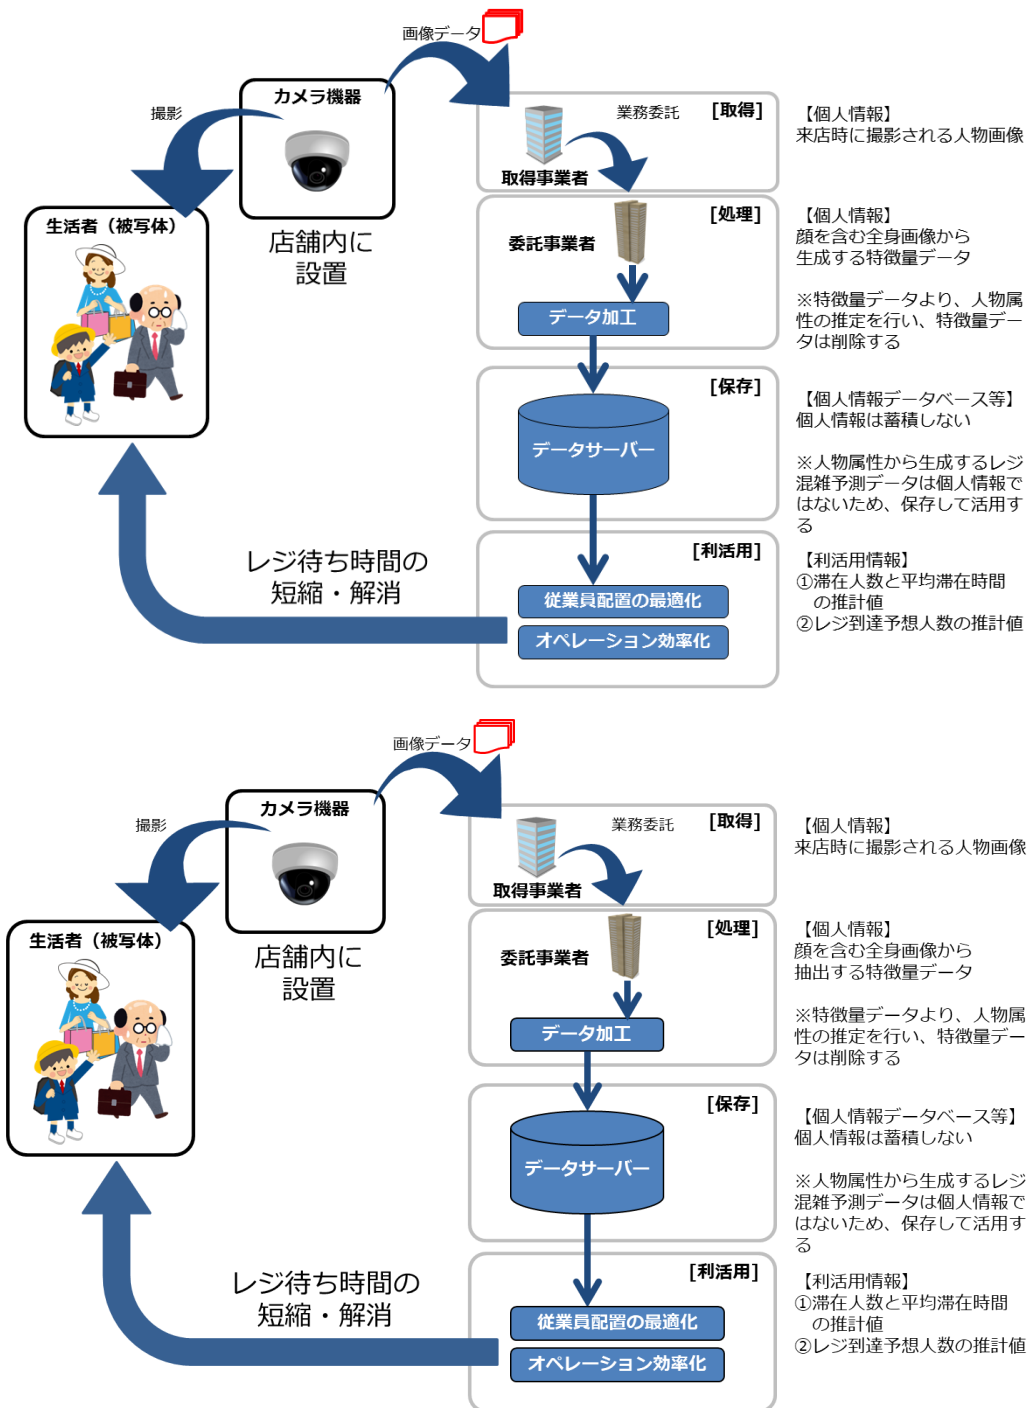 画像データ
カメラ機器
撮影
業務委託
[取得]
取得事業者
【個人情報】
来店時に撮影される人物画像
生活者（被写体）
店舗内に
設置
[処理]
委託事業者
データ加工
【個人情報】
顔を含む全身画像から
生成する特徴量データ
※特徴量データより、人物属
性の推定を行い、特徴量デー
タは削除する
[保存]
データサーバー
【個人情報データベース等】
個人情報は蓄積しない
※人物属性から生成するレジ
混雑予測データは個人情報で
はないため、保存して活用す
る
レジ待ち時間の
短縮・解消
[利活用]
従業員配置の最適化
オペレーション効率化
【利活用情報】
①滞在人数と平均滞在時間
の推計値
②レジ到達予想人数の推計値
画像データ
カメラ機器
撮影
業務委託
[取得]
取得事業者
【個人情報】
来店時に撮影される人物画像
生活者（被写体）
店舗内に
設置
[処理]
委託事業者
データ加工
【個人情報】
顔を含む全身画像から
抽出する特徴量データ
※特徴量データより、人物属
性の推定を行い、特徴量デー
タは削除する
[保存]
データサーバー
【個人情報データベース等】
個人情報は蓄積しない
※人物属性から生成するレジ
混雑予測データは個人情報で
はないため、保存して活用す
る
レジ待ち時間の
短縮・解消
[利活用]
従業員配置の最適化
オペレーション効率化
【利活用情報】
①滞在人数と平均滞在時間
の推計値
②レジ到達予想人数の推計値